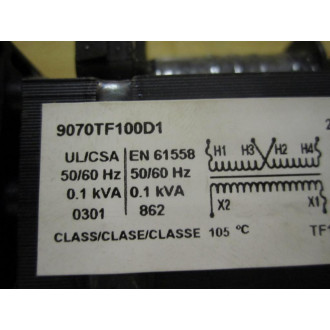 9070TF100D1
UL/CSA EN 61558
50/60 Hz 50/60 Hz
0.1 kVA 0.1 kVA
0301 862
CLASS/CLASE/CLASSE 105 ºC
H1 H3 H2 H4
X2 X1